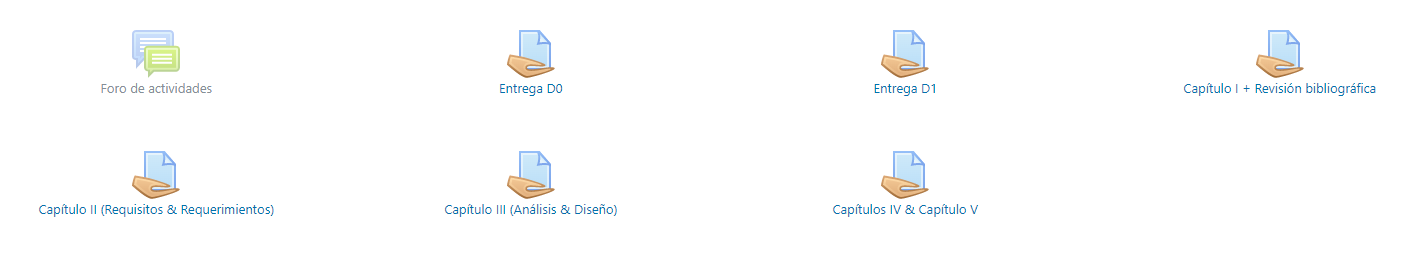 Foro de actividades
Entrega D0
Entrega D1
Capítulo I + Revisión bibliográfica
Capítulo II (Requisitos & Requerimientos)
Capítulo III (Análisis & Diseño)
Capítulos IV & Capítulo V